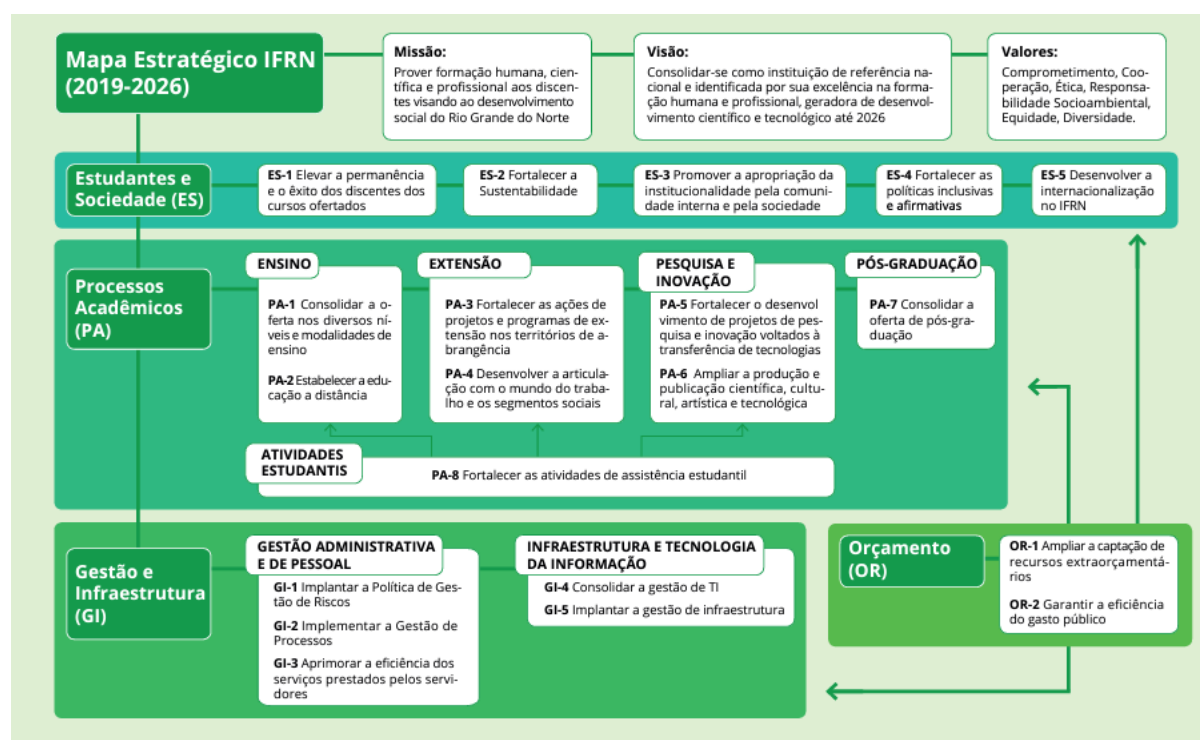 Mapa Estratégico IFRN
(2019-2026)
Missão:
Prover formação humana, cien-
tífica e profissional aos discen-
tes visando ao desenvolvimento
social do Rio Grande do Norte
Visão:
Consolidar-se como instituição de referência na-
cional e identificada por sua excelência na forma-
ção humana e profissional, geradora de desenvol-
vimento científico e tecnológico até 2026
Valores:
Comprometimento, Coo-
peração, Ética, Responsa-
bilidade Socioambiental,
Equidade, Diversidade.
Estudantes e
Sociedade (ES)
ES-1 Elevar a permanência
e o êxito dos discentes dos
cursos ofertados
ES-2 Fortalecer a
Sustentabilidade
ES-3 Promover a apropriação da
institucionalidade pela comuni-
dade interna e pela sociedade
ES-4 Fortalecer as
políticas inclusivas
e afirmativas
ES-5 Desenvolver a
internacionalização
no IFRN
Processos
Acadêmicos
(PA)
ENSINO
PA-1 Consolidar a o-
ferta nos diversos ní-
veis e modalidades de
ensino
PA-2 Estabelecer a edu-
cação a distância
EXTENSÃO
PA-3 Fortalecer as ações de
projetos e programas de ex-
tensão nos territórios de a-
brangência
PA-4 Desenvolver a articula-
ção com o mundo do traba-
lho e os segmentos sociais
PESQUISA E
INOVAÇÃO
PA-5 Fortalecer o desenvol
vimento de projetos de pes-
quisa e inovação voltados à
transferência de tecnologias
PA-6 Ampliar a produção e
publicação científica, cultu-
ral, artística e tecnológica
PÓS-GRADUAÇÃO
PA-7 Consolidar a
oferta de pós-gra-
duação
ATIVIDADES
ESTUDANTIS
PA-8 Fortalecer as atividades de assistência estudantil
Gestão e
Infraestrutura
(GI)
GESTÃO ADMINISTRATIVA
E DE PESSOAL
GI-1 Implantar a Política de Ges-
tão de Riscos
GI-2 Implementar a Gestão de
Processos
GI-3 Aprimorar a eficiência dos
serviços prestados pelos servi-
dores
INFRAESTRUTURA E TECNOLOGIA
DA INFORMAÇÃO
GI-4 Consolidar a gestão de TI
GI-5 Implantar a gestão de infraestrutura
Orçamento
(OR)
OR-1 Ampliar a captação de
recursos extraorçamentá-
rios
OR-2 Garantir a eficiência
do gasto público